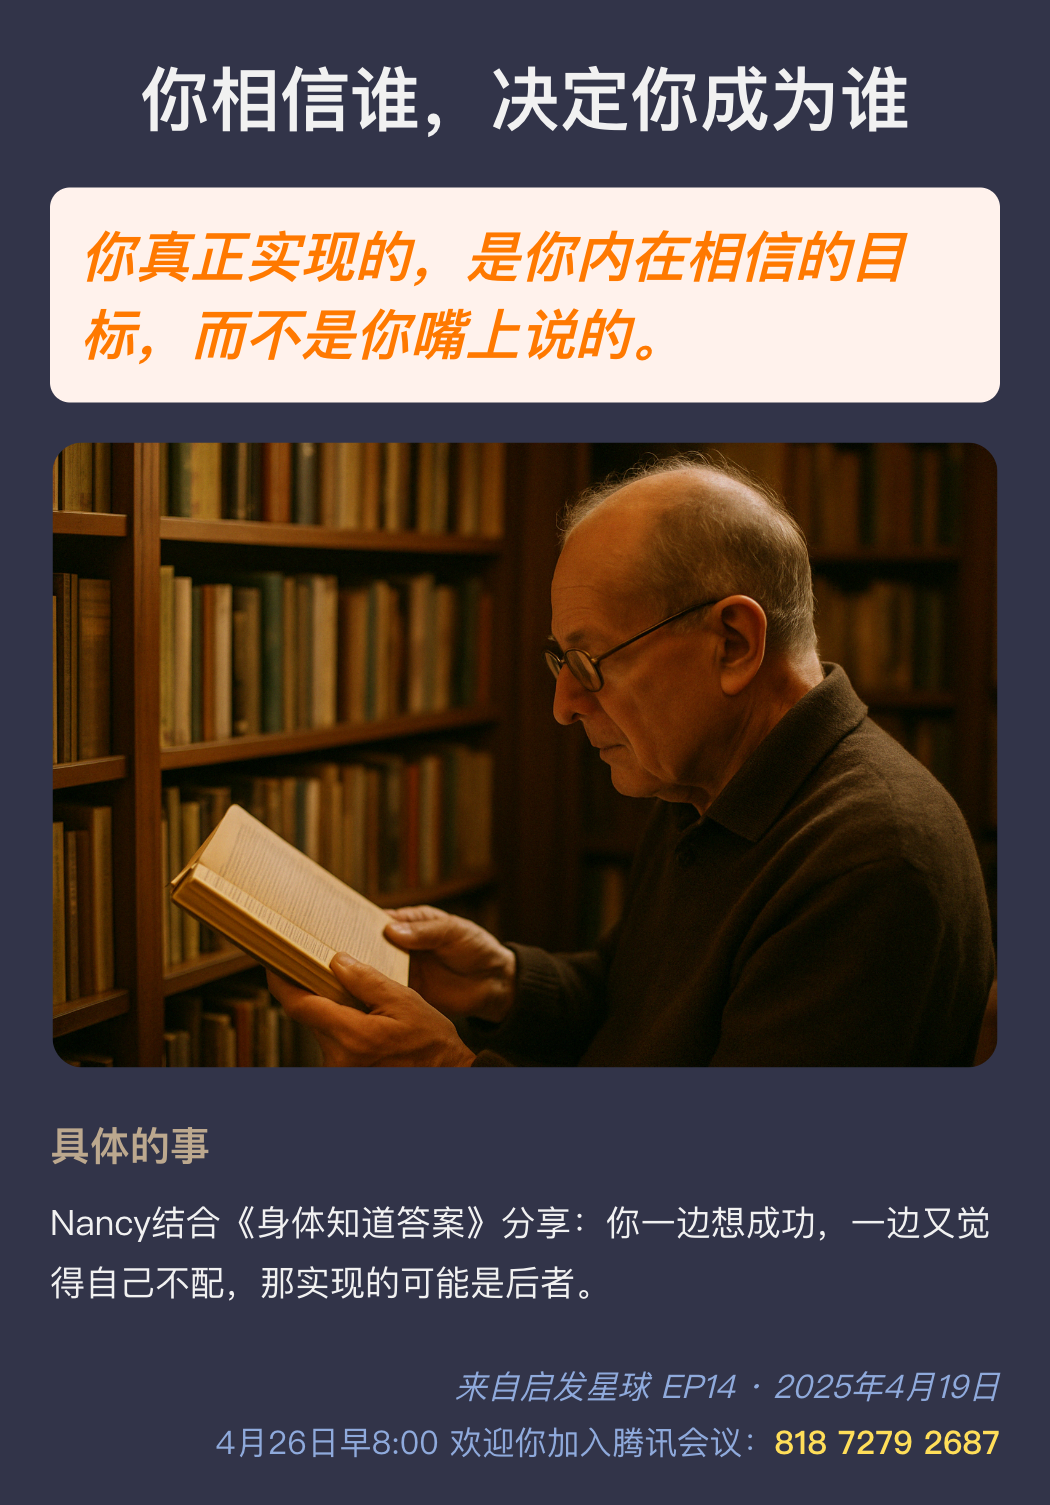 你相信谁，决定你成为谁
你真正实现的，是你内在相信的目
标，而不是你嘴上说的。
具体的事
Nancy结合《身体知道答案》分享：你一边想成功，一边又觉
得自己不配，那实现的可能是后者。
来自启发星球 EP14 · 2025年4月19日
4月26日早8:00 欢迎你加入腾讯会议：818 7279 2687